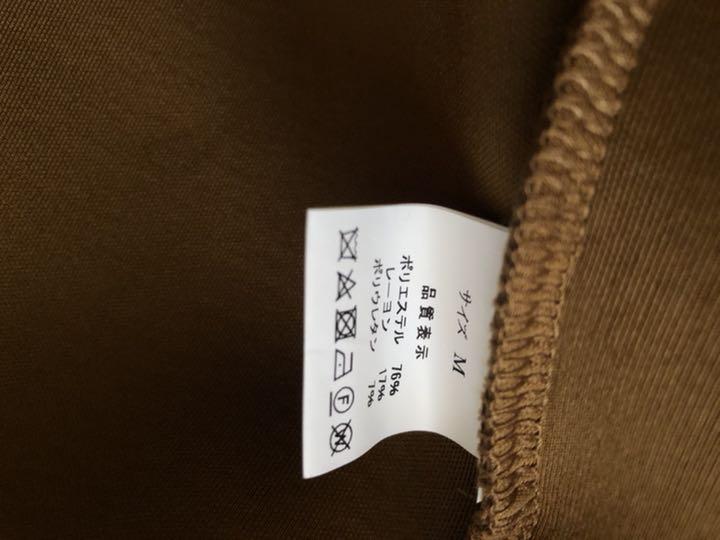 サイズ M
品質表示
ポリエステル 76%
レーヨン 17%
ポリウレタン 7%
F
W